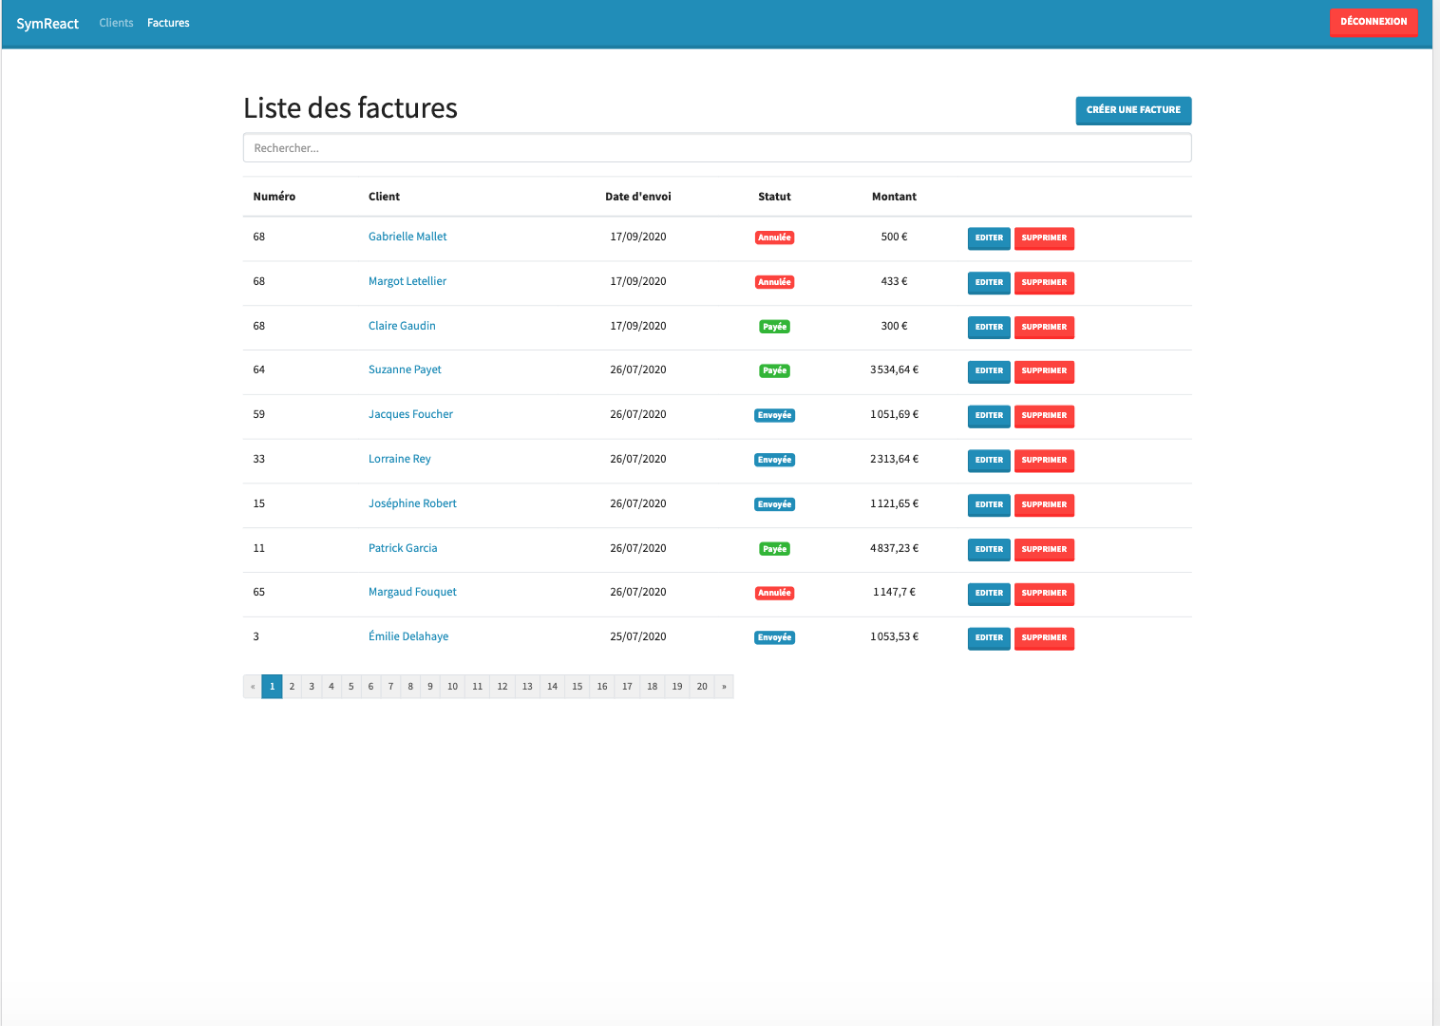 SymReact Clients Factures DÉCONNEXION
Liste des factures CRÉER UNE FACTURE
Rechercher...
Numéro Client Date d'envoi Statut Montant
68 Gabrielle Mallet 17/09/2020 Annulée 500 € EDITER SUPPRIMER
68 Margot Letellier 17/09/2020 Annulée 433 € EDITER SUPPRIMER
68 Claire Gaudin 17/09/2020 Payée 300 € EDITER SUPPRIMER
64 Suzanne Payet 26/07/2020 Payée 3 534,64 € EDITER SUPPRIMER
59 Jacques Foucher 26/07/2020 Envoyée 1 051,69 € EDITER SUPPRIMER
33 Lorraine Rey 26/07/2020 Envoyée 2 313,64 € EDITER SUPPRIMER
15 Joséphine Robert 26/07/2020 Envoyée 1 121,65 € EDITER SUPPRIMER
11 Patrick Garcia 26/07/2020 Payée 4 837,23 € EDITER SUPPRIMER
65 Margaud Fouquet 26/07/2020 Annulée 1 147,7 € EDITER SUPPRIMER
3 Émilie Delahaye 25/07/2020 Envoyée 1 053,53 € EDITER SUPPRIMER
« 1 2 3 4 5 6 7 8 9 10 11 12 13 14 15 16 17 18 19 20 »